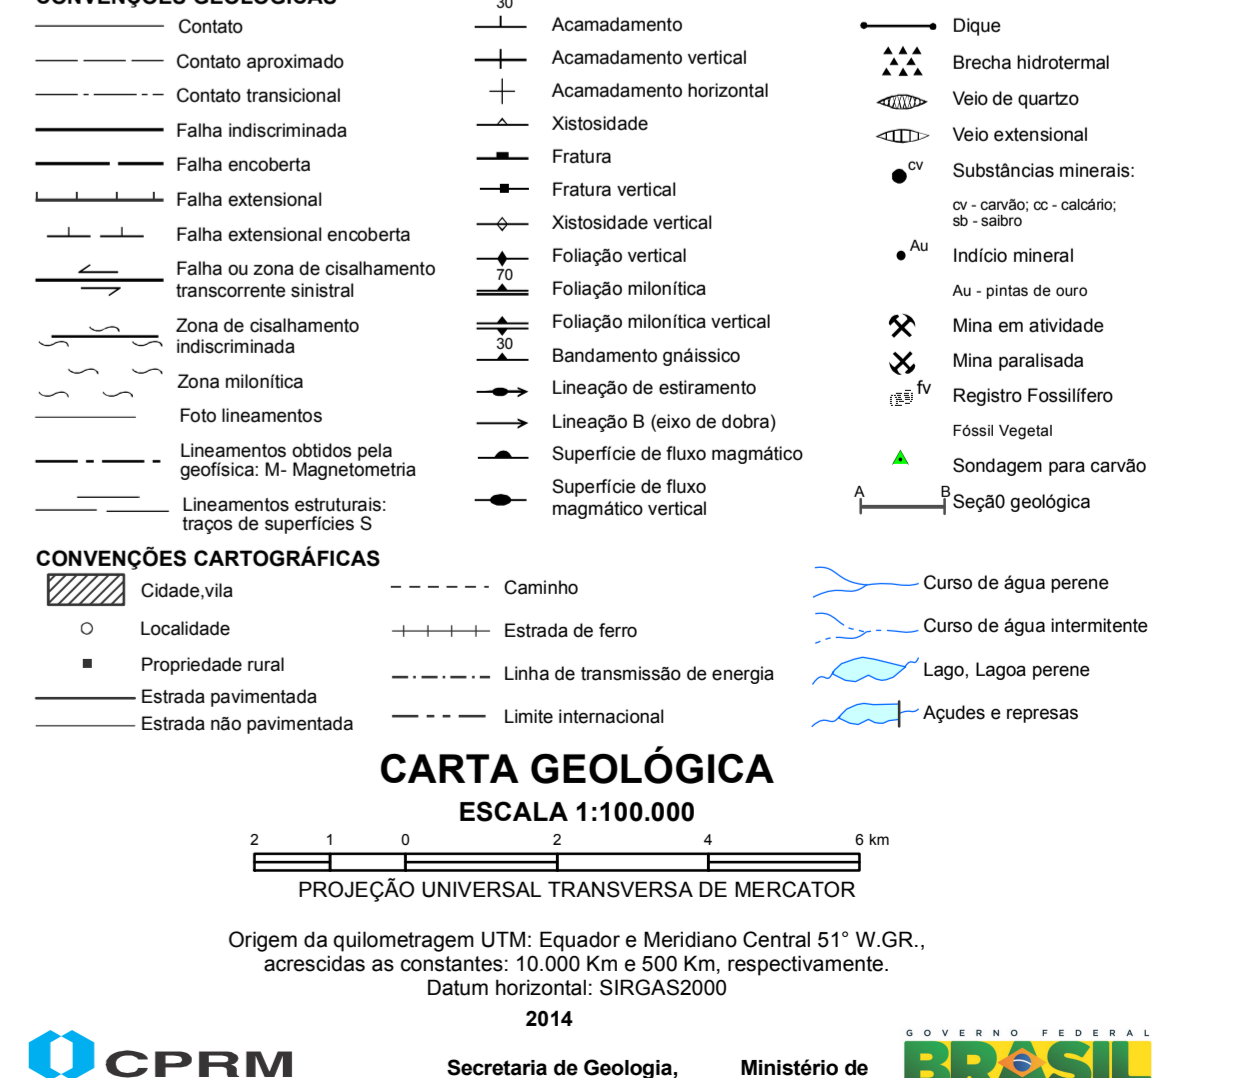 CONVENÇÕES GEOLÓGICAS
Contato
Contato aproximado
Contato transicional
Falha indiscriminada
Falha encoberta
Falha extensional
Falha extensional encoberta
Falha ou zona de cisalhamento
transcorrente sinistral
Zona de cisalhamento
indiscriminada
Zona milonítica
Foto lineamentos
Lineamentos obtidos pela
geofísica: M- Magnetometria
Lineamentos estruturais:
traços de superfícies S
30
Acamadamento
Acamadamento vertical
Acamadamento horizontal
Xistosidade
Fratura
Fratura vertical
Xistosidade vertical
Foliação vertical
70
Foliação milonítica
Foliação milonítica vertical
30
Bandamento gnáissico
Lineação de estiramento
Lineação B (eixo de dobra)
Superfície de fluxo magmático
Superfície de fluxo
magmático vertical
Dique
Brecha hidrotermal
Veio de quartzo
Veio extensional
cv
Substâncias minerais:
cv - carvão; cc - calcário;
sb - saibro
Au
Indício mineral
Au - pintas de ouro
Mina em atividade
Mina paralisada
fv
Registro Fossilífero
Fóssil Vegetal
Sondagem para carvão
A B
Seçã0 geológica
CONVENÇÕES CARTOGRÁFICAS
Cidade,vila
Localidade
Propriedade rural
Estrada pavimentada
Estrada não pavimentada
Caminho
Estrada de ferro
Linha de transmissão de energia
Limite internacional
Curso de água perene
Curso de água intermitente
Lago, Lagoa perene
Açudes e represas
CARTA GEOLÓGICA
ESCALA 1:100.000
2 1 0 2 4 6 km
PROJEÇÃO UNIVERSAL TRANSVERSA DE MERCATOR
Origem da quilometragem UTM: Equador e Meridiano Central 51° W.GR.,
acrescidas as constantes: 10.000 Km e 500 Km, respectivamente.
Datum horizontal: SIRGAS2000
2014
CPRM
Secretaria de Geologia,
Ministério de
GOVERNO FEDERAL
BRASIL